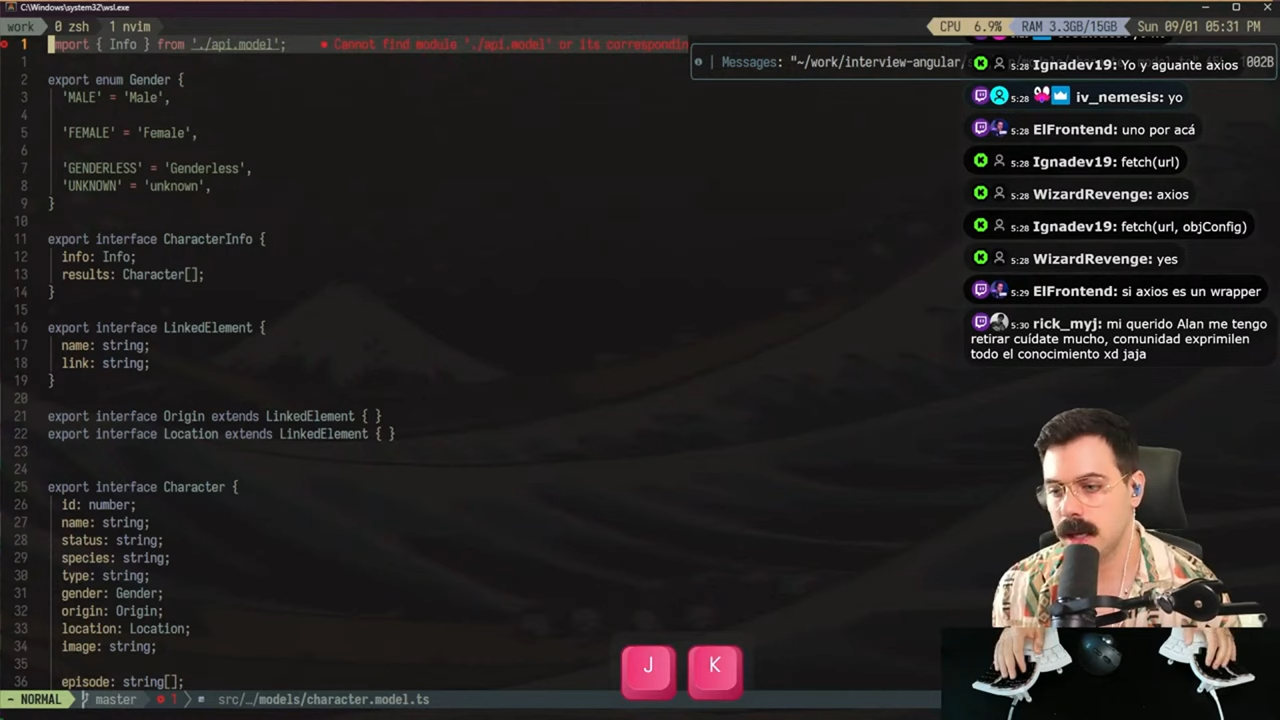 C:\Windows\system32\wsl.exe
work 0 zsh 1 nvim
CPU 6.9% RAM 3.3GB/15GB Sun 09/01 05:31 PM
1 mport { Info } from './api.model'; Cannot find module './api.model' or its correspondin
Messages: "~/work/interview-angular/
1002B
1
2 export enum Gender {
3 'MALE' = 'Male',
4
5 'FEMALE' = 'Female',
6
7 'GENDERLESS' = 'Genderless',
8 'UNKNOWN' = 'unknown',
9 }
10
11 export interface CharacterInfo {
12 info: Info;
13 results: Character[];
14 }
15
16 export interface LinkedElement {
17 name: string;
18 link: string;
19 }
20
21 export interface Origin extends LinkedElement { }
22 export interface Location extends LinkedElement { }
23
24
25 export interface Character {
26 id: number;
27 name: string;
28 status: string;
29 species: string;
30 type: string;
31 gender: Gender;
32 origin: Origin;
33 location: Location;
34 image: string;
35
36 episode: string[];
~ NORMAL master 1 src/…/models/character.model.ts
5:28 Ignadev19: Yo y aguante axios
5:28 iv_nemesis: yo
5:28 ElFrontend: uno por acá
5:28 Ignadev19: fetch(url)
5:28 WizardRevenge: axios
5:28 Ignadev19: fetch(url, objConfig)
5:28 WizardRevenge: yes
5:29 ElFrontend: si axios es un wrapper
5:30 rick_myj: mi querido Alan me tengo
retirar cuídate mucho, comunidad exprimilen
todo el conocimiento xd jaja
J K